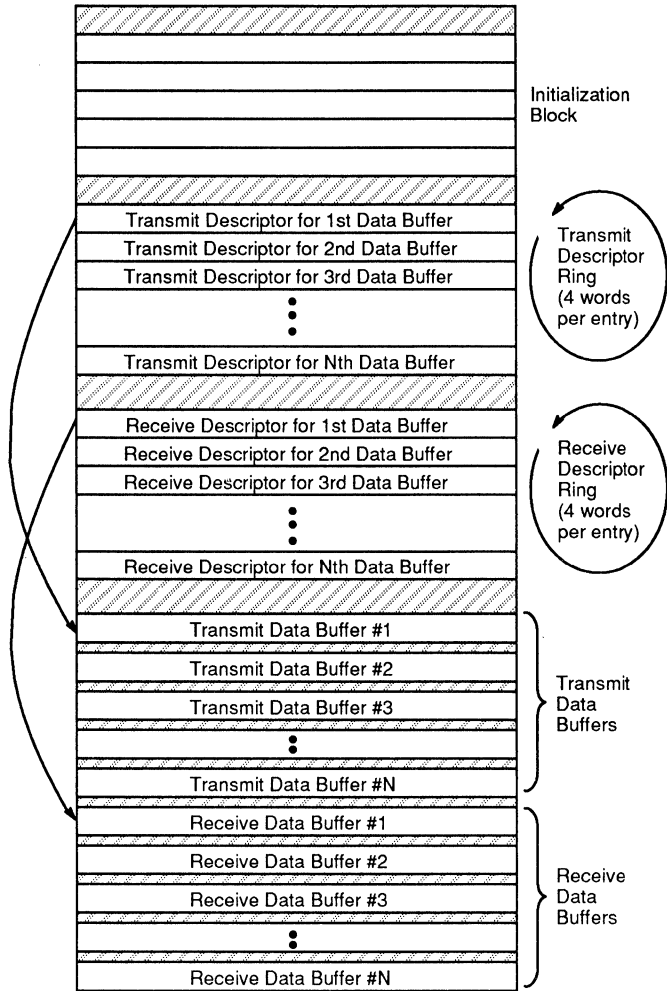 Initialization
Block
Transmit Descriptor for 1st Data Buffer
Transmit Descriptor for 2nd Data Buffer
Transmit Descriptor for 3rd Data Buffer
Transmit Descriptor for Nth Data Buffer
Transmit
Descriptor
Ring
(4 words
per entry)
Receive Descriptor for 1st Data Buffer
Receive Descriptor for 2nd Data Buffer
Receive Descriptor for 3rd Data Buffer
Receive Descriptor for Nth Data Buffer
Receive
Descriptor
Ring
(4 words
per entry)
Transmit Data Buffer #1
Transmit Data Buffer #2
Transmit Data Buffer #3
Transmit Data Buffer #N
Transmit
Data
Buffers
Receive Data Buffer #1
Receive Data Buffer #2
Receive Data Buffer #3
Receive Data Buffer #N
Receive
Data
Buffers